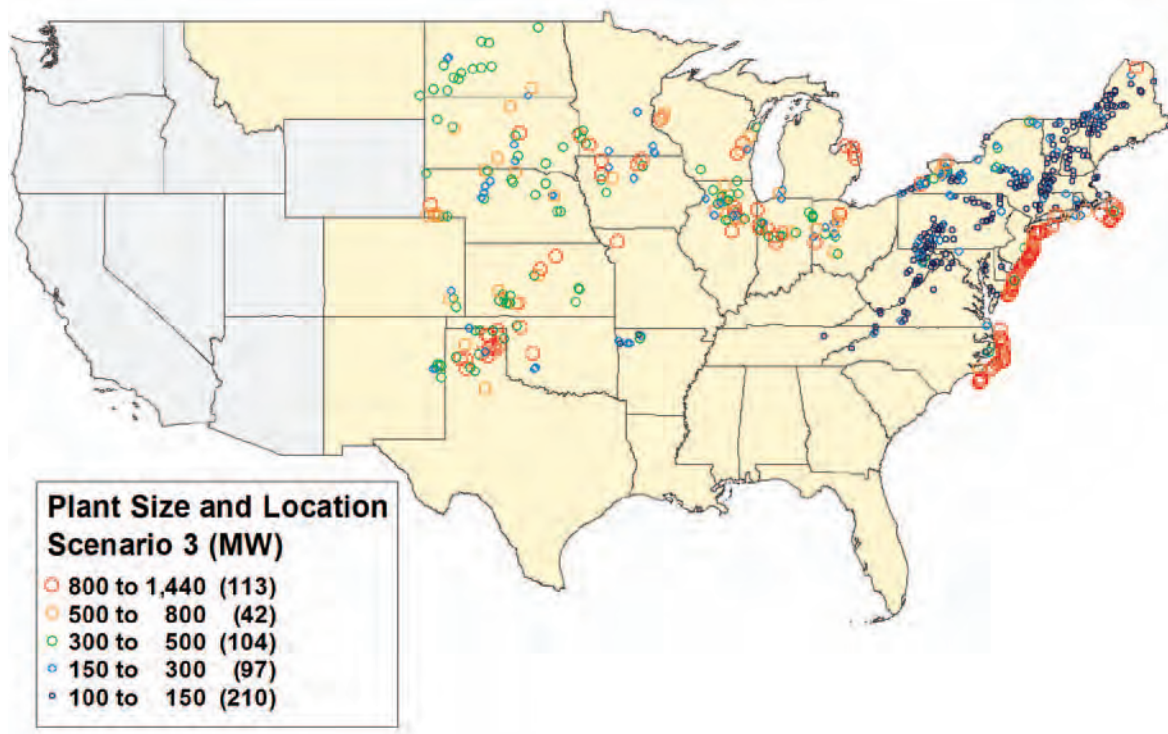 Plant Size and Location
Scenario 3 (MW)
800 to 1,440 (113)
500 to 800 (42)
300 to 500 (104)
150 to 300 (97)
100 to 150 (210)